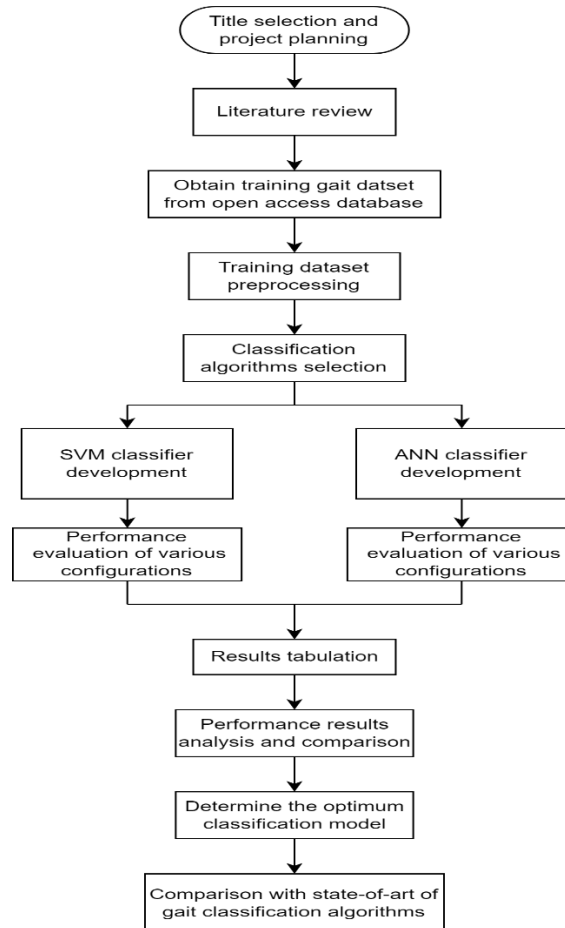 Title selection and
project planning
Literature review
Obtain training gait datset
from open access database
Training dataset
preprocessing
Classification
algorithms selection
SVM classifier
development
ANN classifier
development
Performance
evaluation of various
configurations
Performance
evaluation of various
configurations
Results tabulation
Performance results
analysis and comparison
Determine the optimum
classification model
Comparison with state-of-art of
gait classification algorithms